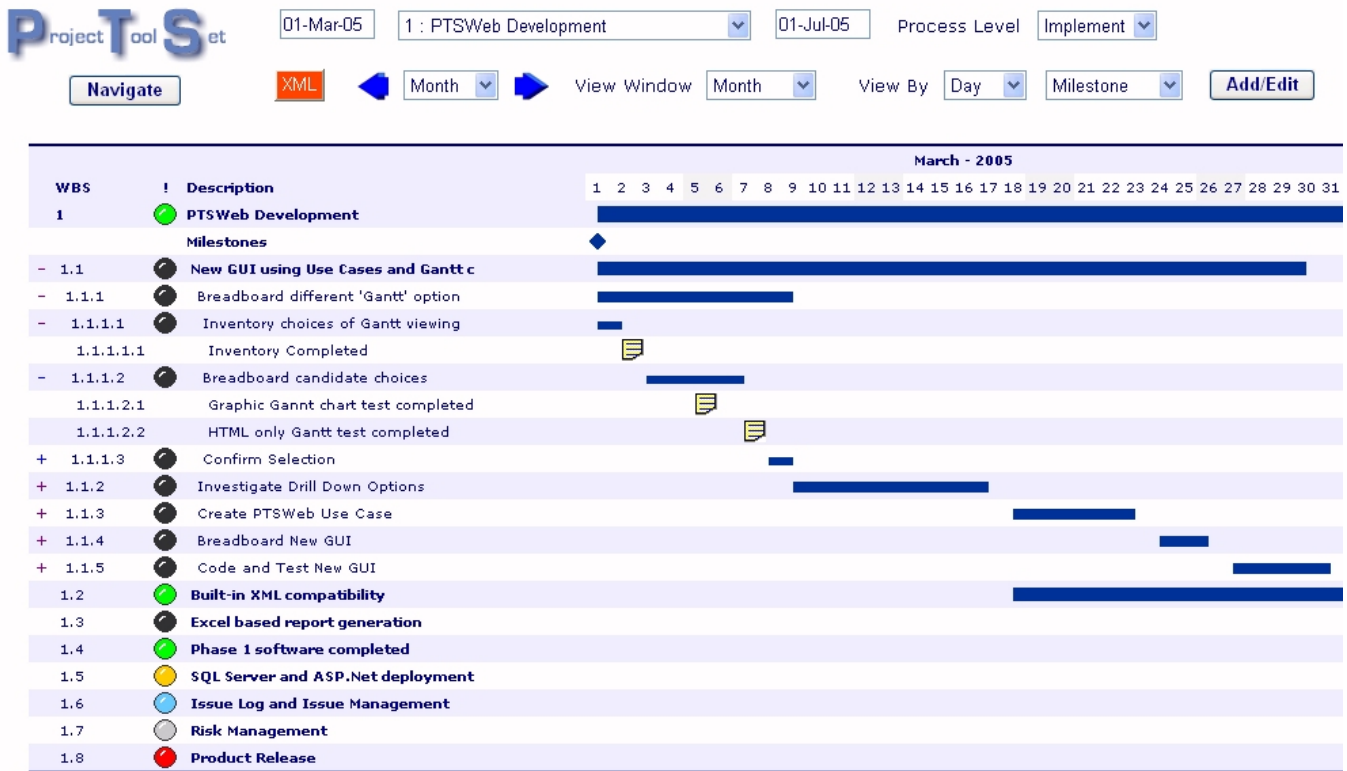 Project Tool Set
01-Mar-05 1 : PTSWeb Development 01-Jul-05 Process Level Implement
Navigate XML Month View Window Month View By Day Milestone Add/Edit
March - 2005
WBS ! Description 1 2 3 4 5 6 7 8 9 10 11 12 13 14 15 16 17 18 19 20 21 22 23 24 25 26 27 28 29 30 31
1 PTSWeb Development
Milestones
- 1.1 New GUI using Use Cases and Gantt c
- 1.1.1 Breadboard different 'Gantt' option
- 1.1.1.1 Inventory choices of Gantt viewing
1.1.1.1.1 Inventory Completed
- 1.1.1.2 Breadboard candidate choices
1.1.1.2.1 Graphic Gannt chart test completed
1.1.1.2.2 HTML only Gantt test completed
+ 1.1.1.3 Confirm Selection
+ 1.1.2 Investigate Drill Down Options
+ 1.1.3 Create PTSWeb Use Case
+ 1.1.4 Breadboard New GUI
+ 1.1.5 Code and Test New GUI
1.2 Built-in XML compatibility
1.3 Excel based report generation
1.4 Phase 1 software completed
1.5 SQL Server and ASP.Net deployment
1.6 Issue Log and Issue Management
1.7 Risk Management
1.8 Product Release